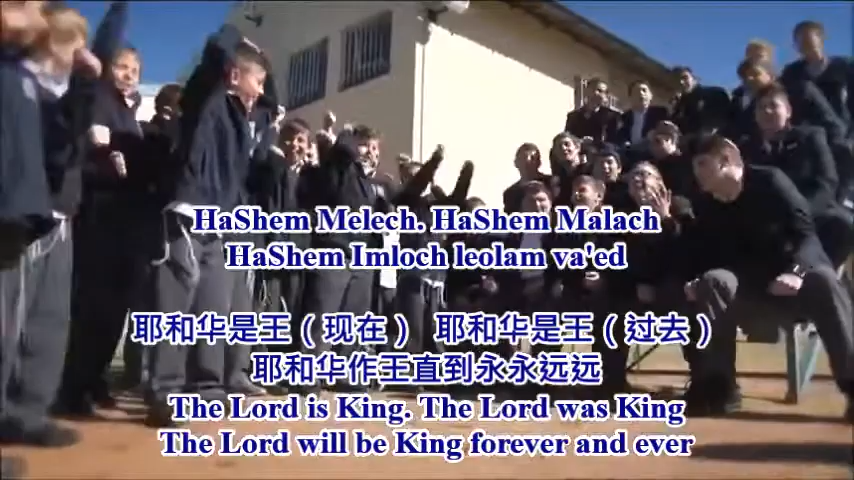 HaShem Melech. HaShem Malach
HaShem Imloch leolam va'ed
耶和华是王（现在） 耶和华是王（过去）
耶和华作王直到永永远远
The Lord is King. The Lord was King
The Lord will be King forever and ever